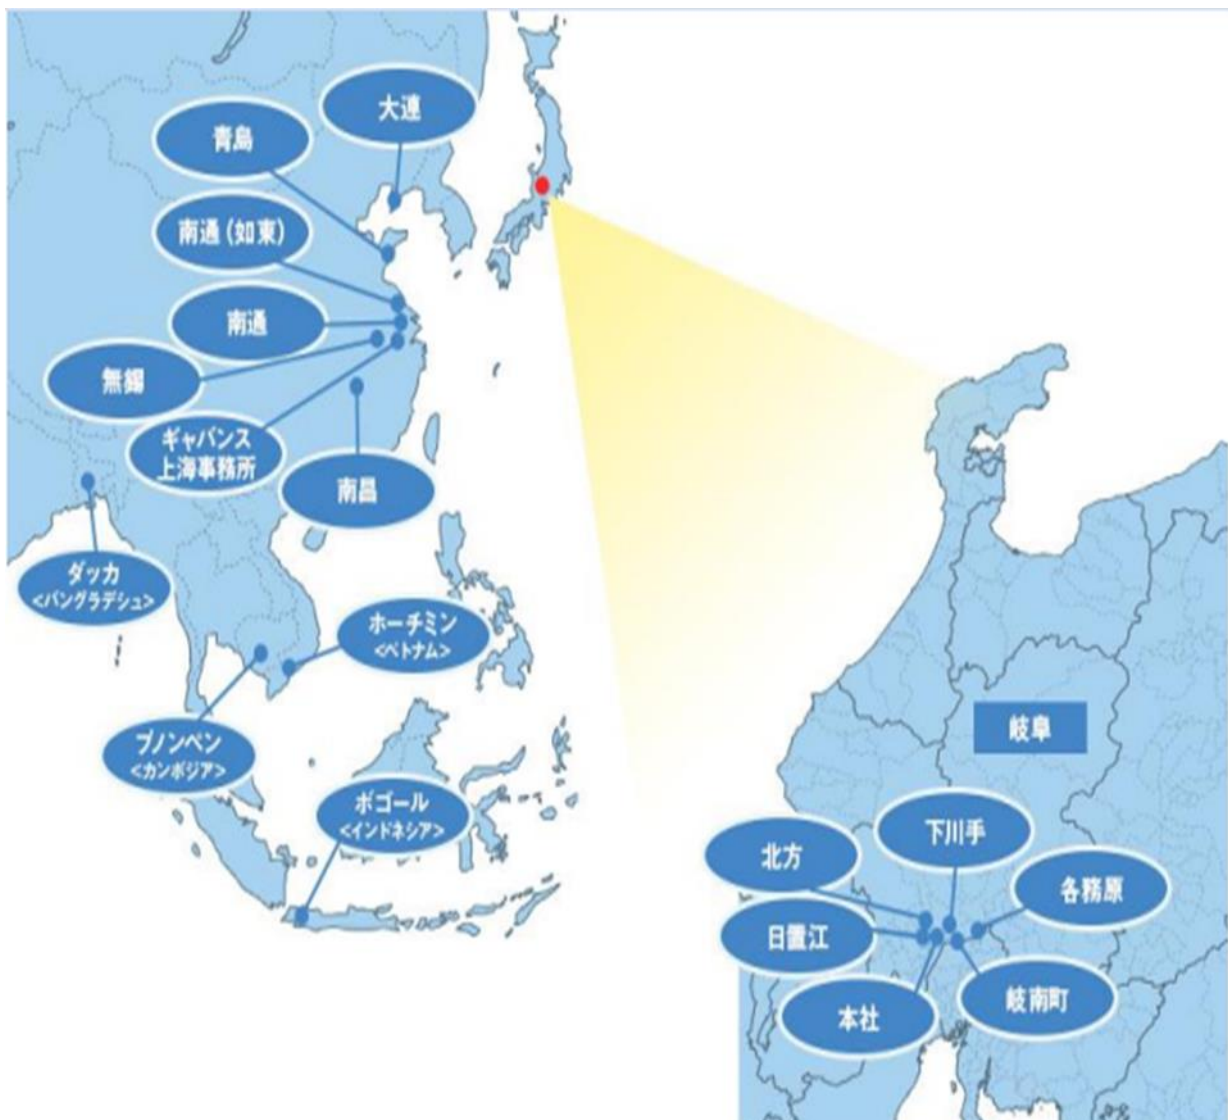 大連
青島
南通(如東)
南通
無錫
ギャバンス
上海事務所
南昌
ダッカ
<バングラデシュ>
ホーチミン
<ベトナム>
プノンペン
<カンボジア>
ボゴール
<インドネシア>
岐阜
下川手
北方
各務原
日置江
岐南町
本社